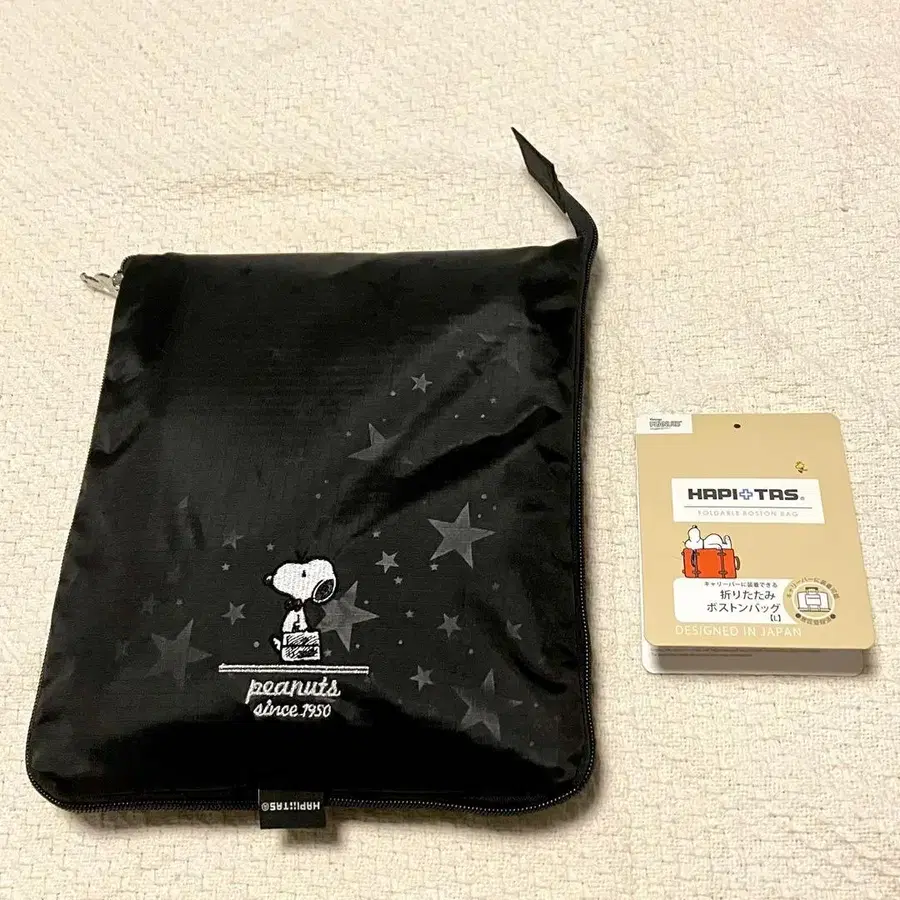 peanuts
since 1950
HAPI+TAS®
PEANUTS
HAPI+TAS®
FOLDABLE BOSTON BAG
キャリーバーに装着できる
折りたたみ
ボストンバッグ
【L】
DESIGNED IN JAPAN